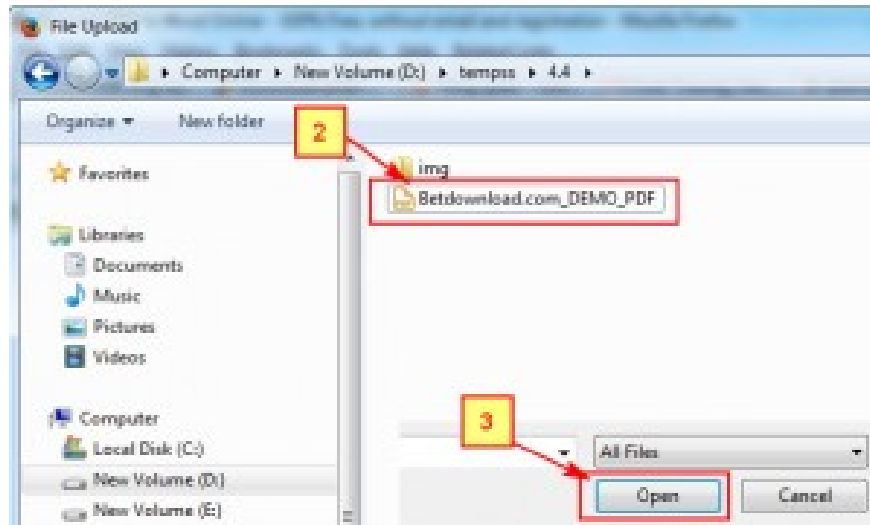 File Upload
Computer New Volume (D:) tempss 4.4
Organize New folder
2
Favorites
img
Betdownload.com_DEMO_PDF
Libraries
Documents
Music
Pictures
Videos
Computer
3
Local Disk (C:)
All Files
New Volume (D:)
Open Cancel
New Volume (E:)